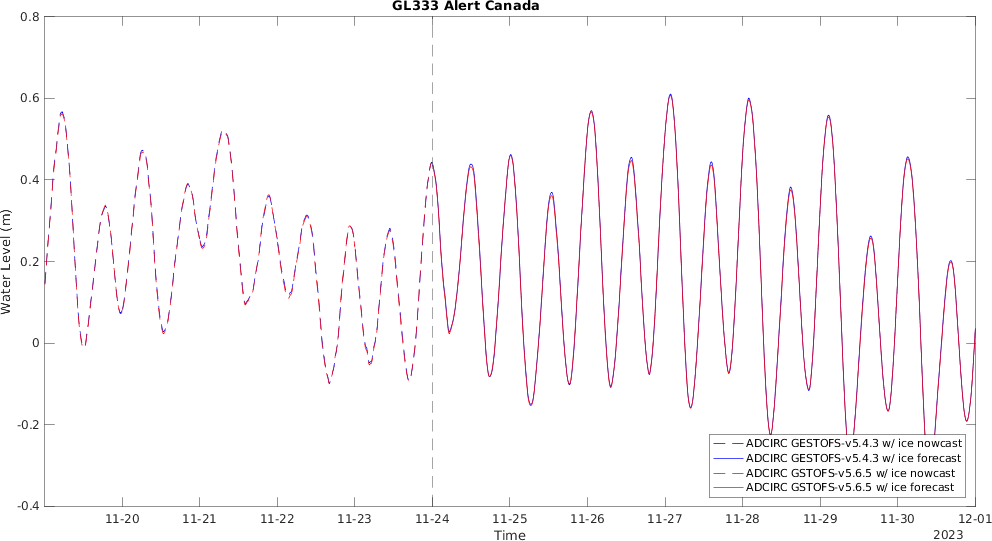 GL333 Alert Canada
0.8
0.6
0.4
0.2
0
-0.2
-0.4
Water Level (m)
ADCIRC GESTOFS-v5.4.3 w/ ice nowcast
ADCIRC GESTOFS-v5.4.3 w/ ice forecast
ADCIRC GSTOFS-v5.6.5 w/ ice nowcast
ADCIRC GSTOFS-v5.6.5 w/ ice forecast
11-20 11-21 11-22 11-23 11-24 11-25 11-26 11-27 11-28 11-29 11-30 12-01
Time
2023